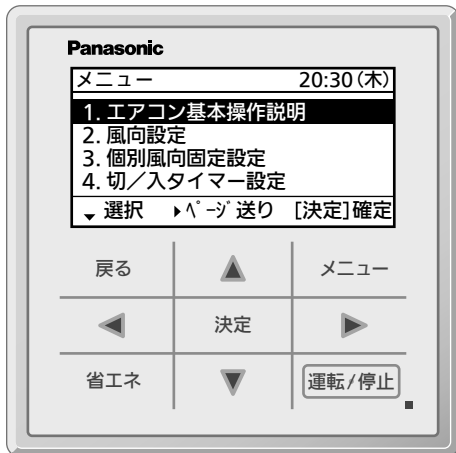 Panasonic
メニュー 20:30(木)
1. エアコン基本操作説明
2. 風向設定
3. 個別風向固定設定
4. 切／入タイマー設定
選択 ﾍﾟｰｼﾞ送り [決定]確定
戻る メニュー
決定
省エネ 運転/停止